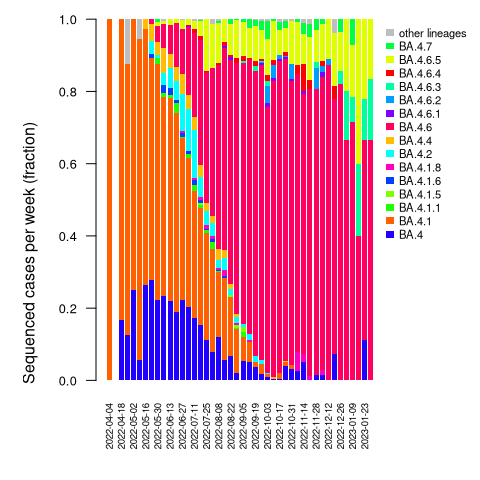 Sequenced cases per week (fraction)
1.0
0.8
0.6
0.4
0.2
0.0
2022-04-04
2022-04-18
2022-05-02
2022-05-16
2022-05-30
2022-06-13
2022-06-27
2022-07-11
2022-07-25
2022-08-08
2022-08-22
2022-09-05
2022-09-19
2022-10-03
2022-10-17
2022-10-31
2022-11-14
2022-11-28
2022-12-12
2022-12-26
2023-01-09
2023-01-23
other lineages
BA.4.7
BA.4.6.5
BA.4.6.4
BA.4.6.3
BA.4.6.2
BA.4.6.1
BA.4.6
BA.4.4
BA.4.2
BA.4.1.8
BA.4.1.6
BA.4.1.5
BA.4.1.1
BA.4.1
BA.4